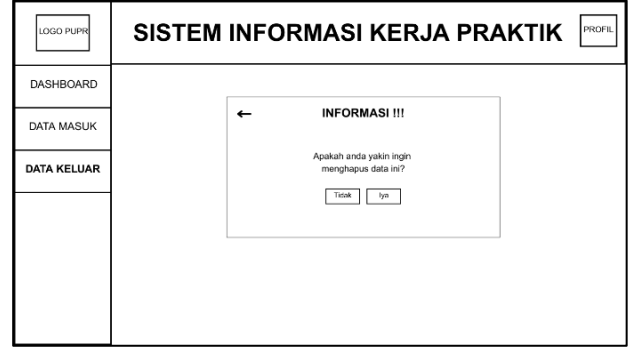 LOGO PUPR
SISTEM INFORMASI KERJA PRAKTIK
PROFIL
DASHBOARD
DATA MASUK
DATA KELUAR
←
INFORMASI !!!
Apakah anda yakin ingin
menghapus data ini?
Tidak
Iya